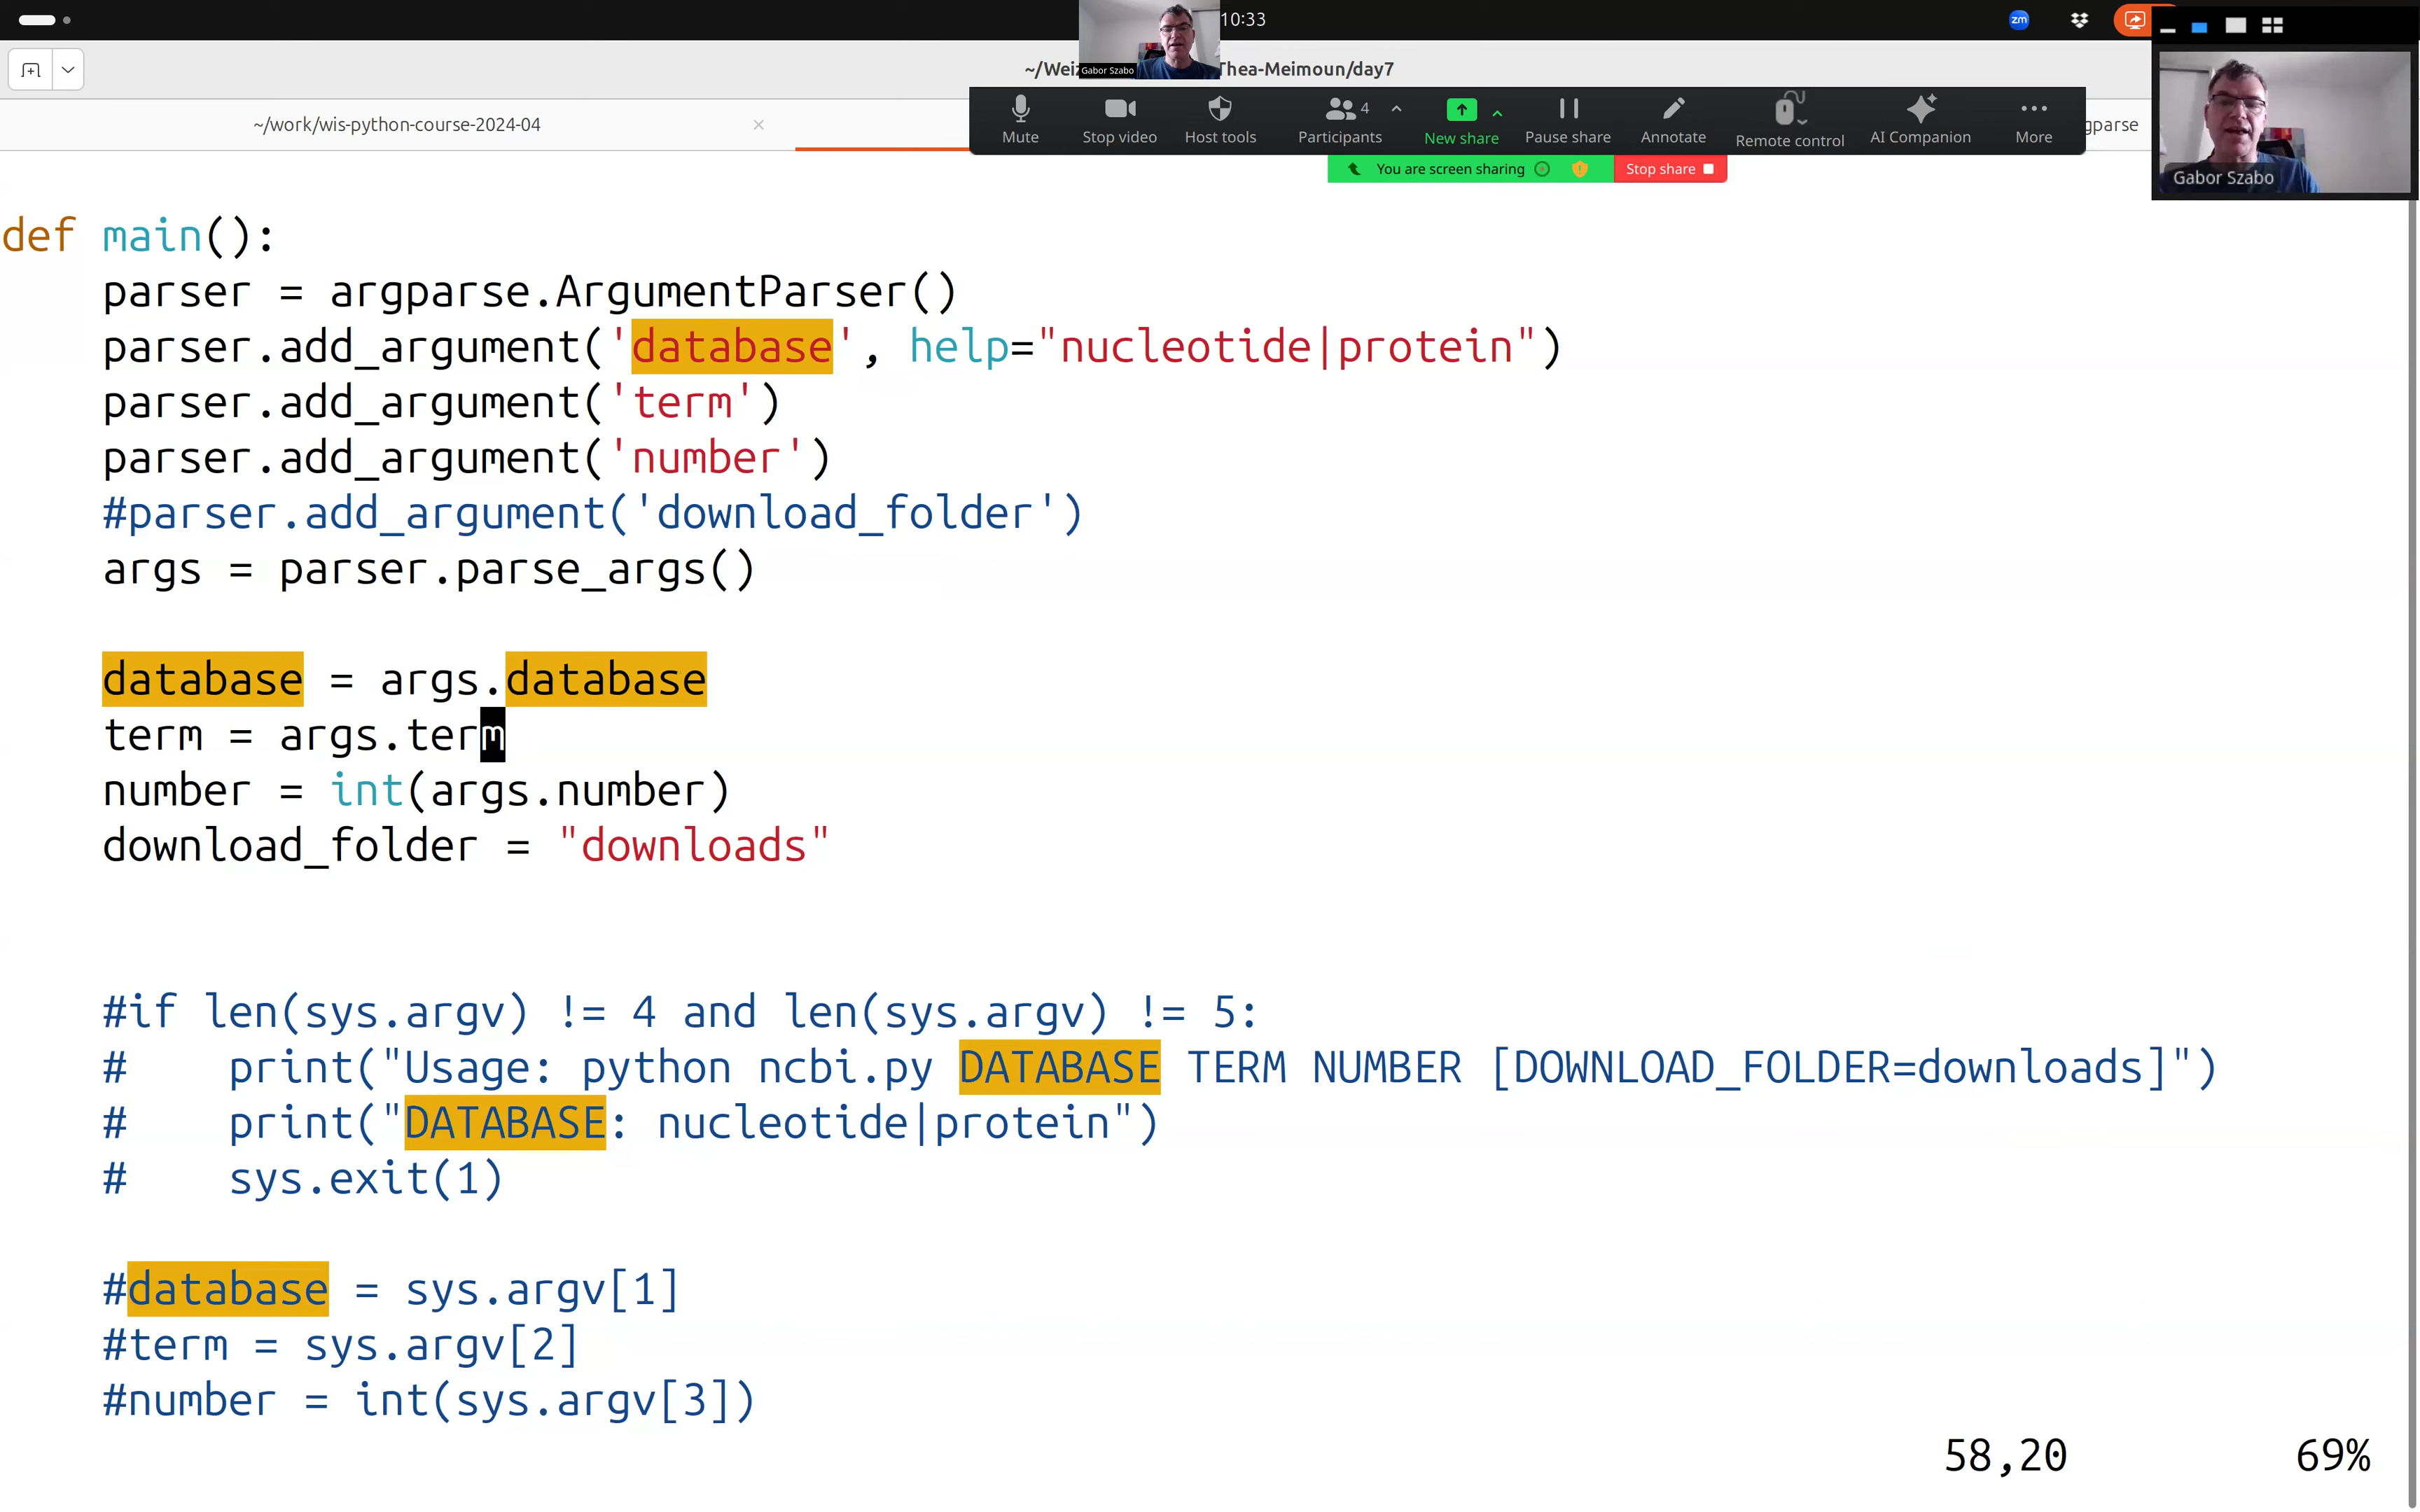 10:33
zm
~/Weiz Thea-Meimoun/day7
Gabor Szabo
~/work/wis-python-course-2024-04 ×
gparse
Mute Stop video Host tools Participants 4 New share Pause share Annotate Remote control AI Companion More
You are screen sharing Stop share
Gabor Szabo
def main():
    parser = argparse.ArgumentParser()
    parser.add_argument('database', help="nucleotide|protein")
    parser.add_argument('term')
    parser.add_argument('number')
    #parser.add_argument('download_folder')
    args = parser.parse_args()
    database = args.database
    term = args.term
    number = int(args.number)
    download_folder = "downloads"
    #if len(sys.argv) != 4 and len(sys.argv) != 5:
    #    print("Usage: python ncbi.py DATABASE TERM NUMBER [DOWNLOAD_FOLDER=downloads]")
    #    print("DATABASE: nucleotide|protein")
    #    sys.exit(1)
    #database = sys.argv[1]
    #term = sys.argv[2]
    #number = int(sys.argv[3])
58,20 69%